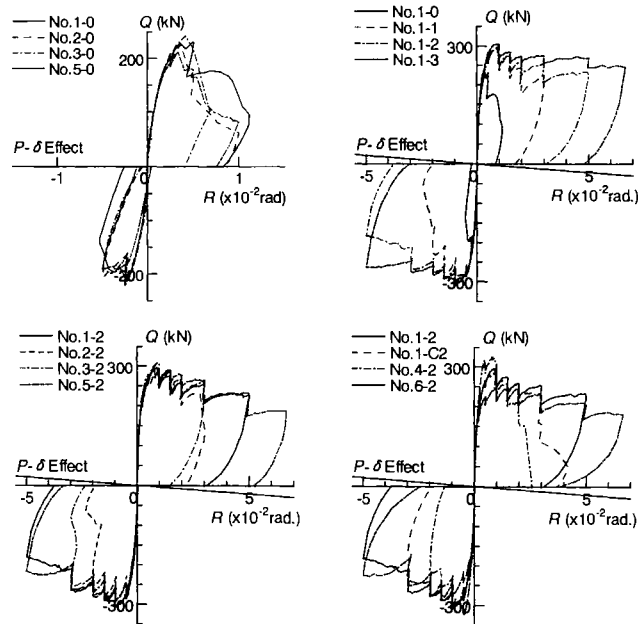 No.1-0
No.2-0
No.3-0
No.5-0
Q (kN)
200
P- δ Effect
-1
0
1
R (x10-2rad)
-200
No.1-0
No.1-1
No.1-2
No.1-3
Q (kN)
300
P- δ Effect
-5
0
5
R (x10-2rad.)
-300
No.1-2
No.2-2
No.3-2
No.5-2
Q (kN)
300
P- δ Effect
-5
0
5
R (x10-2rad.)
-300
No.1-2
No.1-C2
No.4-2
No.6-2
Q (kN)
300
P- δ Effect
-5
0
5
R (x10-2rad.)
-300